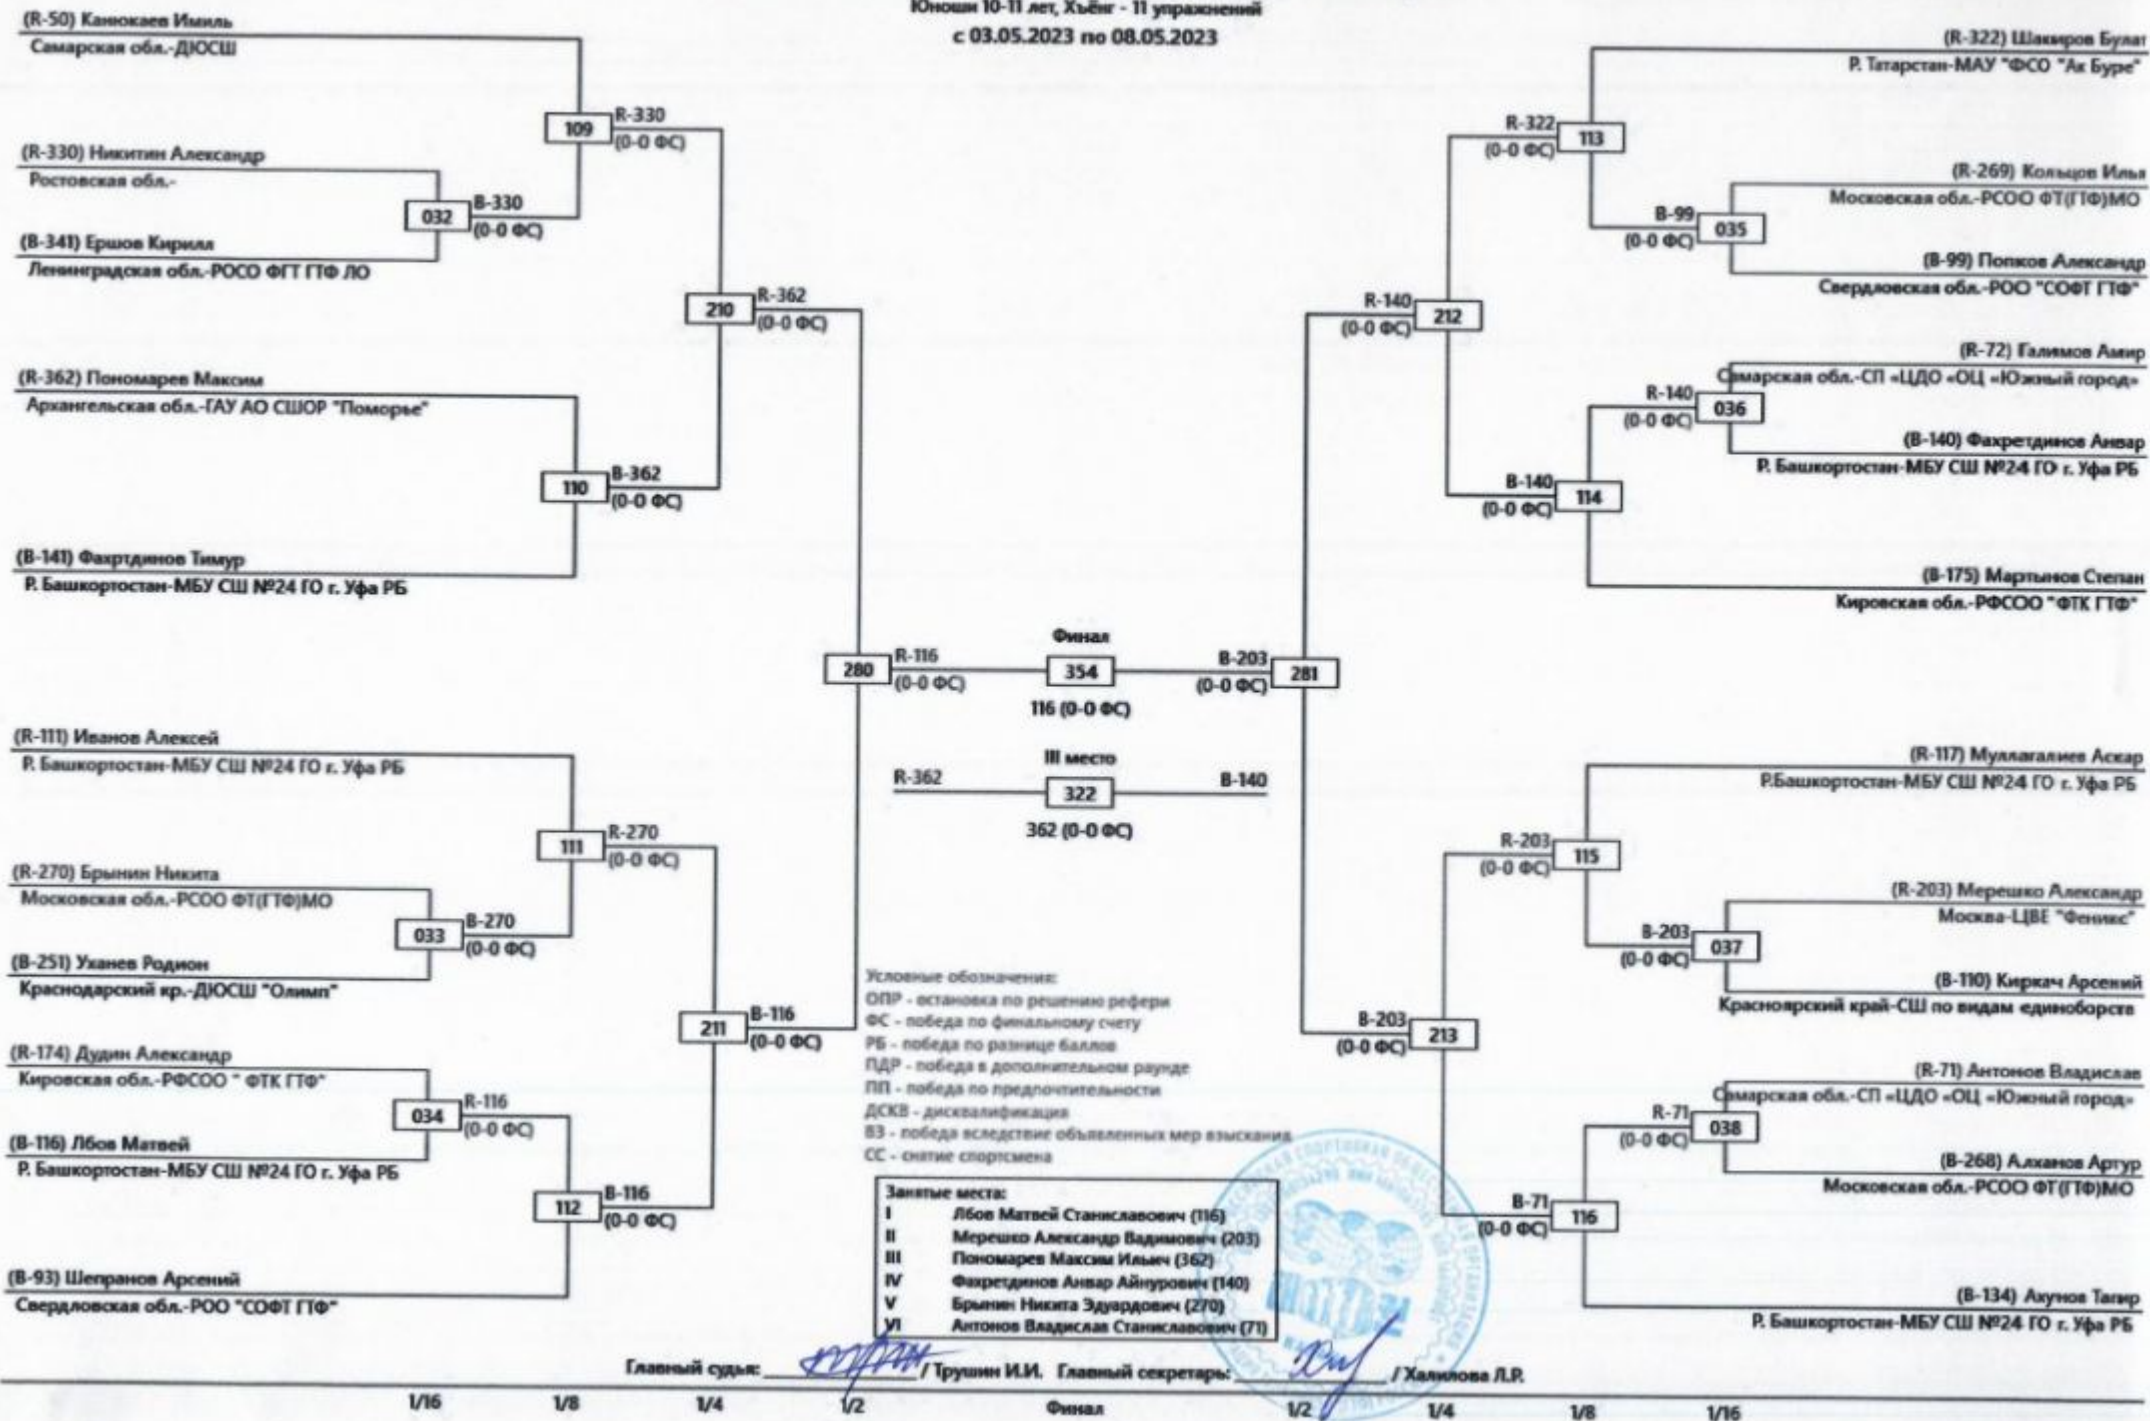 Юноши 10-11 лет, Хъёнг - 11 упражнений
с 03.05.2023 по 08.05.2023
(R-50) Канюкаев Имиль
Самарская обл.-ДЮСШ
109
R-330
(0-0 ФС)
(R-330) Никитин Александр
Ростовская обл.-
032
B-330
(0-0 ФС)
(B-341) Ершов Кирилл
Ленинградская обл.-РОСО ФГТ ГТФ ЛО
210
R-362
(0-0 ФС)
(R-362) Пономарев Максим
Архангельская обл.-ГАУ АО СШОР "Поморье"
110
B-362
(0-0 ФС)
(B-141) Фахртдинов Тимур
Р. Башкортостан-МБУ СШ №24 ГО г. Уфа РБ
280
R-116
(0-0 ФС)
(R-111) Иванов Алексей
Р. Башкортостан-МБУ СШ №24 ГО г. Уфа РБ
111
R-270
(0-0 ФС)
(R-270) Брынин Никита
Московская обл.-РСОО ФТ(ГТФ)МО
033
B-270
(0-0 ФС)
(B-251) Уханев Родион
Краснодарский кр.-ДЮСШ "Олимп"
211
B-116
(0-0 ФС)
(R-174) Дудин Александр
Кировская обл.-РФСОО " ФТК ГТФ"
034
R-116
(0-0 ФС)
(B-116) Лбов Матвей
Р. Башкортостан-МБУ СШ №24 ГО г. Уфа РБ
112
B-116
(0-0 ФС)
(B-93) Шепранов Арсений
Свердловская обл.-РОО "СОФТ ГТФ"
Финал
354
116 (0-0 ФС)
III место
R-362
322
B-140
362 (0-0 ФС)
(R-322) Шакиров Булат
Р. Татарстан-МАУ "ФСО "Ак Буре"
R-322
(0-0 ФС)
113
(R-269) Кольцов Илья
Московская обл.-РСОО ФТ(ГТФ)МО
B-99
(0-0 ФС)
035
(B-99) Попков Александр
Свердловская обл.-РОО "СОФТ ГТФ"
R-140
(0-0 ФС)
212
(R-72) Галимов Амир
Самарская обл.-СП «ЦДО «ОЦ «Южный город»
R-140
(0-0 ФС)
036
(B-140) Фахретдинов Анвар
Р. Башкортостан-МБУ СШ №24 ГО г. Уфа РБ
B-140
(0-0 ФС)
114
(B-175) Мартынов Степан
Кировская обл.-РФСОО "ФТК ГТФ"
B-203
(0-0 ФС)
281
(R-117) Муллагалиев Аскар
Р.Башкортостан-МБУ СШ №24 ГО г. Уфа РБ
R-203
(0-0 ФС)
115
(R-203) Мерешко Александр
Москва-ЦВЕ "Феникс"
B-203
(0-0 ФС)
037
(B-110) Киркач Арсений
Красноярский край-СШ по видам единоборств
B-203
(0-0 ФС)
213
(R-71) Антонов Владислав
Самарская обл.-СП «ЦДО «ОЦ «Южный город»
R-71
(0-0 ФС)
038
(B-268) Алханов Артур
Московская обл.-РСОО ФТ(ГТФ)МО
B-71
(0-0 ФС)
116
(B-134) Ахунов Тагир
Р. Башкортостан-МБУ СШ №24 ГО г. Уфа РБ
Условные обозначения:
ОПР - остановка по решению рефери
ФС - победа по финальному счету
РБ - победа по разнице баллов
ПДР - победа в дополнительном раунде
ПП - победа по предпочтительности
ДСКВ - дисквалификация
ВЗ - победа вследствие объявленных мер взыскания
СС - снятие спортсмена
Занятые места:
I Лбов Матвей Станиславович (116)
II Мерешко Александр Вадимович (203)
III Пономарев Максим Ильич (362)
IV Фахретдинов Анвар Айнурович (140)
V Брынин Никита Эдуардович (270)
VI Антонов Владислав Станиславович (71)
Главный судья: / Трушин И.И. Главный секретарь: / Халилова Л.Р.
1/16 1/8 1/4 1/2 Финал 1/2 1/4 1/8 1/16